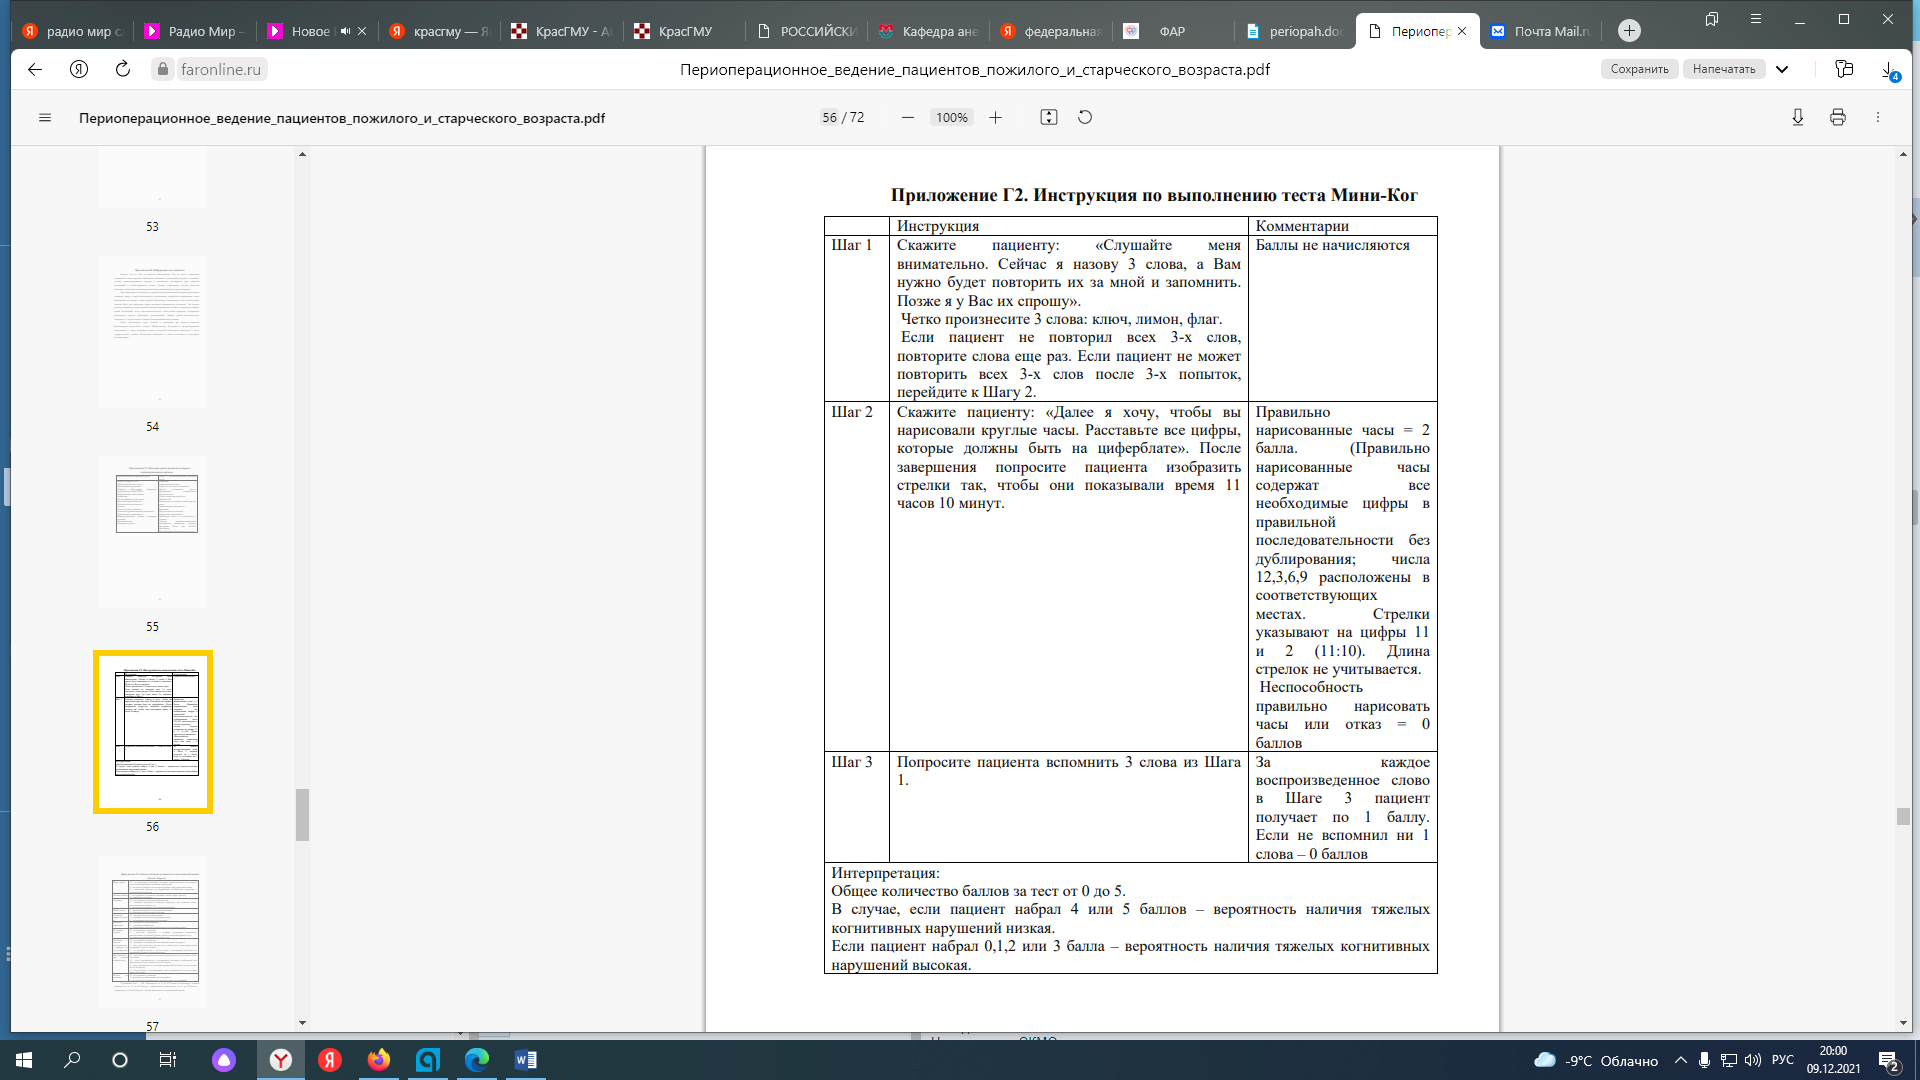 радио мир с
Радио Мир –
Новое
красгму — Я
КрасГМУ - А
КрасГМУ
РОССИЙСКИ
Кафедра ане
федеральная
ФАР
periopah.doc
Периопер
Почта Mail.ru
faronline.ru
Периоперационное_ведение_пациентов_пожилого_и_старческого_возраста.pdf
Сохранить
Напечатать
4
Периоперационное_ведение_пациентов_пожилого_и_старческого_возраста.pdf
56 / 72
100%
53
54
55
56
57
Приложение Г2. Инструкция по выполнению теста Мини-Ког
Инструкция
Комментарии
Шаг 1
Скажите пациенту: «Слушайте меня
внимательно. Сейчас я назову 3 слова, а Вам
нужно будет повторить их за мной и запомнить.
Позже я у Вас их спрошу».
Четко произнесите 3 слова: ключ, лимон, флаг.
Если пациент не повторил всех 3-х слов,
повторите слова еще раз. Если пациент не может
повторить всех 3-х слов после 3-х попыток,
перейдите к Шагу 2.
Баллы не начисляются
Шаг 2
Скажите пациенту: «Далее я хочу, чтобы вы
нарисовали круглые часы. Расставьте все цифры,
которые должны быть на циферблате». После
завершения попросите пациента изобразить
стрелки так, чтобы они показывали время 11
часов 10 минут.
Правильно
нарисованные часы = 2
балла. (Правильно
нарисованные часы
содержат все
необходимые цифры в
правильной
последовательности без
дублирования; числа
12,3,6,9 расположены в
соответствующих
местах. Стрелки
указывают на цифры 11
и 2 (11:10). Длина
стрелок не учитывается.
Неспособность
правильно нарисовать
часы или отказ = 0
баллов
Шаг 3
Попросите пациента вспомнить 3 слова из Шага
1.
За каждое
воспроизведенное слово
в Шаге 3 пациент
получает по 1 баллу.
Если не вспомнил ни 1
слова – 0 баллов
Интерпретация:
Общее количество баллов за тест от 0 до 5.
В случае, если пациент набрал 4 или 5 баллов – вероятность наличия тяжелых
когнитивных нарушений низкая.
Если пациент набрал 0,1,2 или 3 балла – вероятность наличия тяжелых когнитивных
нарушений высокая.
-9°C Облачно
РУС
20:00
09.12.2021
2